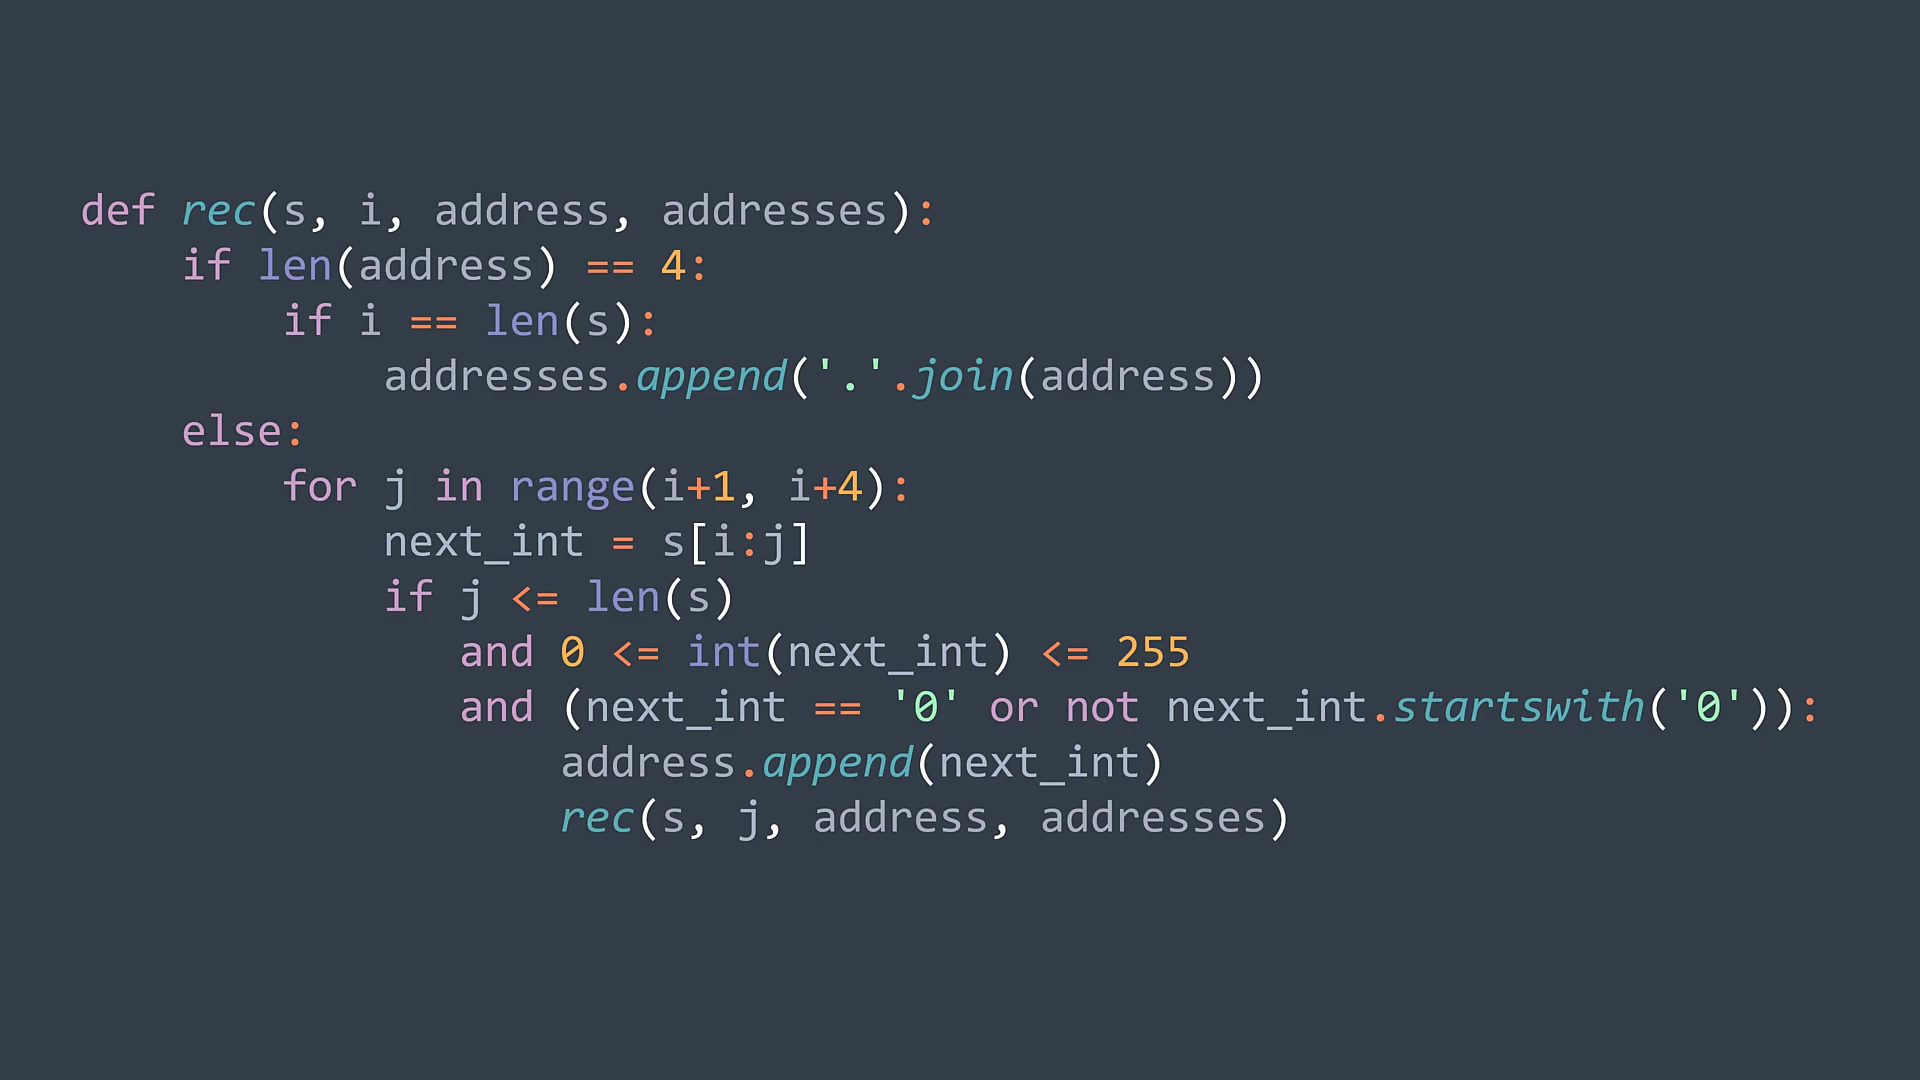 def rec(s, i, address, addresses):
    if len(address) == 4:
        if i == len(s):
            addresses.append('.'.join(address))
    else:
        for j in range(i+1, i+4):
            next_int = s[i:j]
            if j <= len(s)
               and 0 <= int(next_int) <= 255
               and (next_int == '0' or not next_int.startswith('0')):
                   address.append(next_int)
                   rec(s, j, address, addresses)